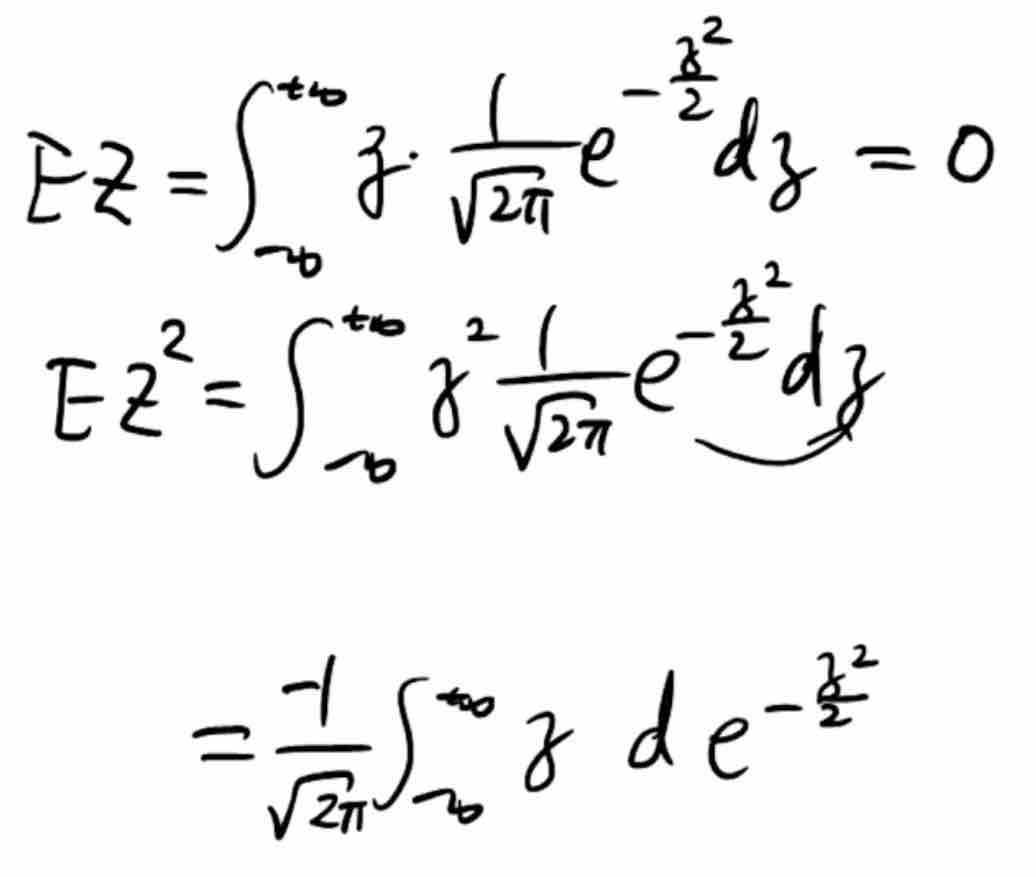 $EZ = \int_{-\infty}^{+\infty} z \cdot \frac{1}{\sqrt{2\pi}} e^{-\frac{z^2}{2}} dz = 0$
$EZ^2 = \int_{-\infty}^{+\infty} z^2 \frac{1}{\sqrt{2\pi}} e^{-\frac{z^2}{2}} dz$
$= \frac{-1}{\sqrt{2\pi}} \int_{-\infty}^{+\infty} z \, d \, e^{-\frac{z^2}{2}}$